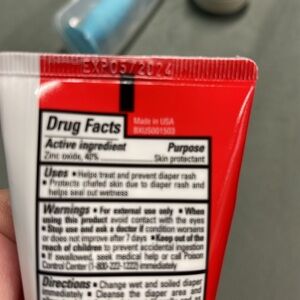 EXP05/2024
Made in USA
BXUS001503
Drug Facts
Active ingredient Purpose
Zinc oxide, 40% Skin protectant
Uses • Helps treat and prevent diaper rash
• Protects chafed skin due to diaper rash and
helps seal out wetness
Warnings • For external use only • When
using this product avoid contact with the eyes
• Stop use and ask a doctor if condition worsens
or does not improve after 7 days • Keep out of the
reach of children to prevent accidental ingestion
• If swallowed, seek medical help or call Poison
Control Center (1-800-222-1222) immediately
Directions • Change wet and soiled diaper
immediately • Cleanse the diaper area and